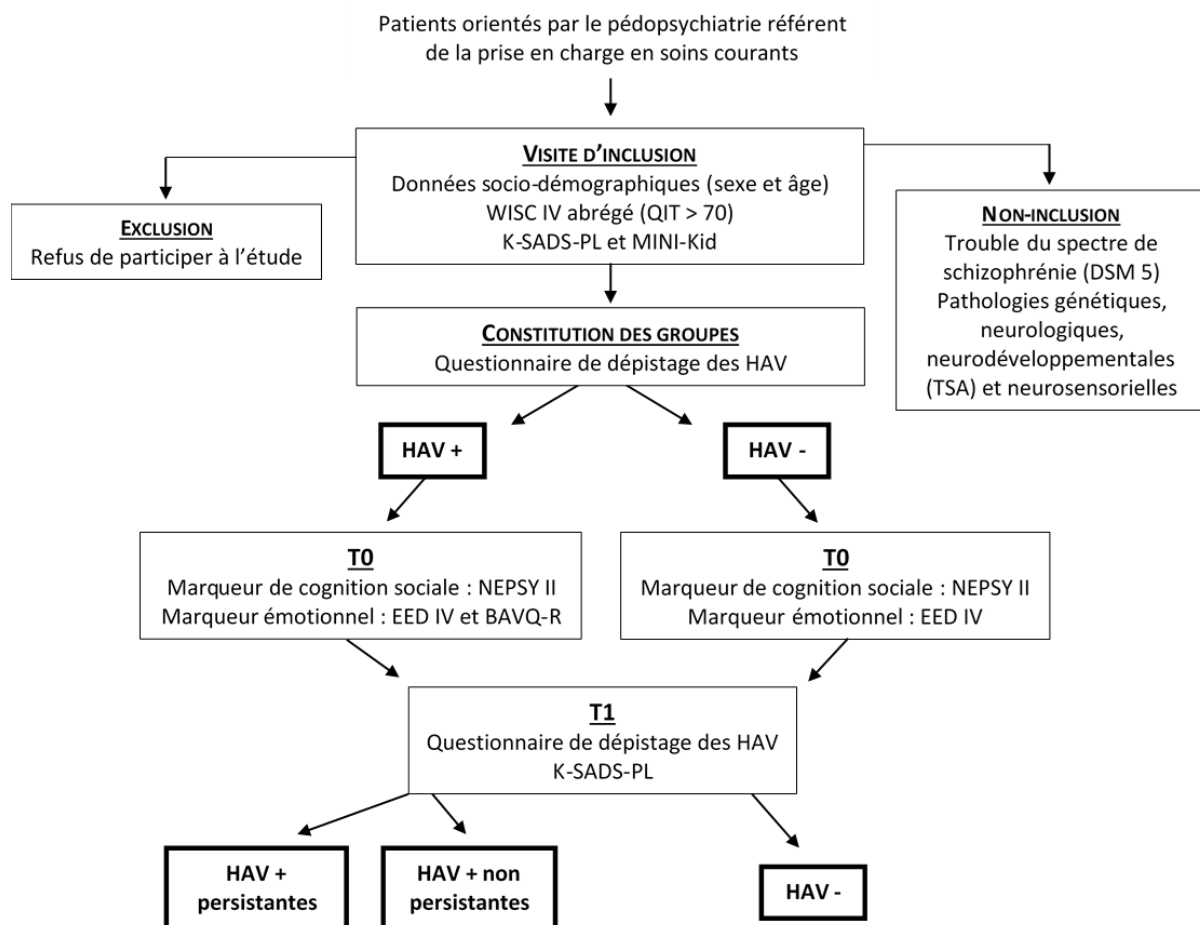 Patients orientés par le pédopsychiatrie référent
de la prise en charge en soins courants
VISITE D'INCLUSION
Données socio-démographiques (sexe et âge)
WISC IV abrégé (QIT > 70)
K-SADS-PL et MINI-Kid
EXCLUSION
Refus de participer à l'étude
NON-INCLUSION
Trouble du spectre de
schizophrénie (DSM 5)
Pathologies génétiques,
neurologiques,
neurodéveloppementales
(TSA) et neurosensorielles
CONSTITUTION DES GROUPES
Questionnaire de dépistage des HAV
HAV +
HAV -
T0
Marqueur de cognition sociale : NEPSY II
Marqueur émotionnel : EED IV et BAVQ-R
T0
Marqueur de cognition sociale : NEPSY II
Marqueur émotionnel : EED IV
T1
Questionnaire de dépistage des HAV
K-SADS-PL
HAV +
persistantes
HAV + non
persistantes
HAV -